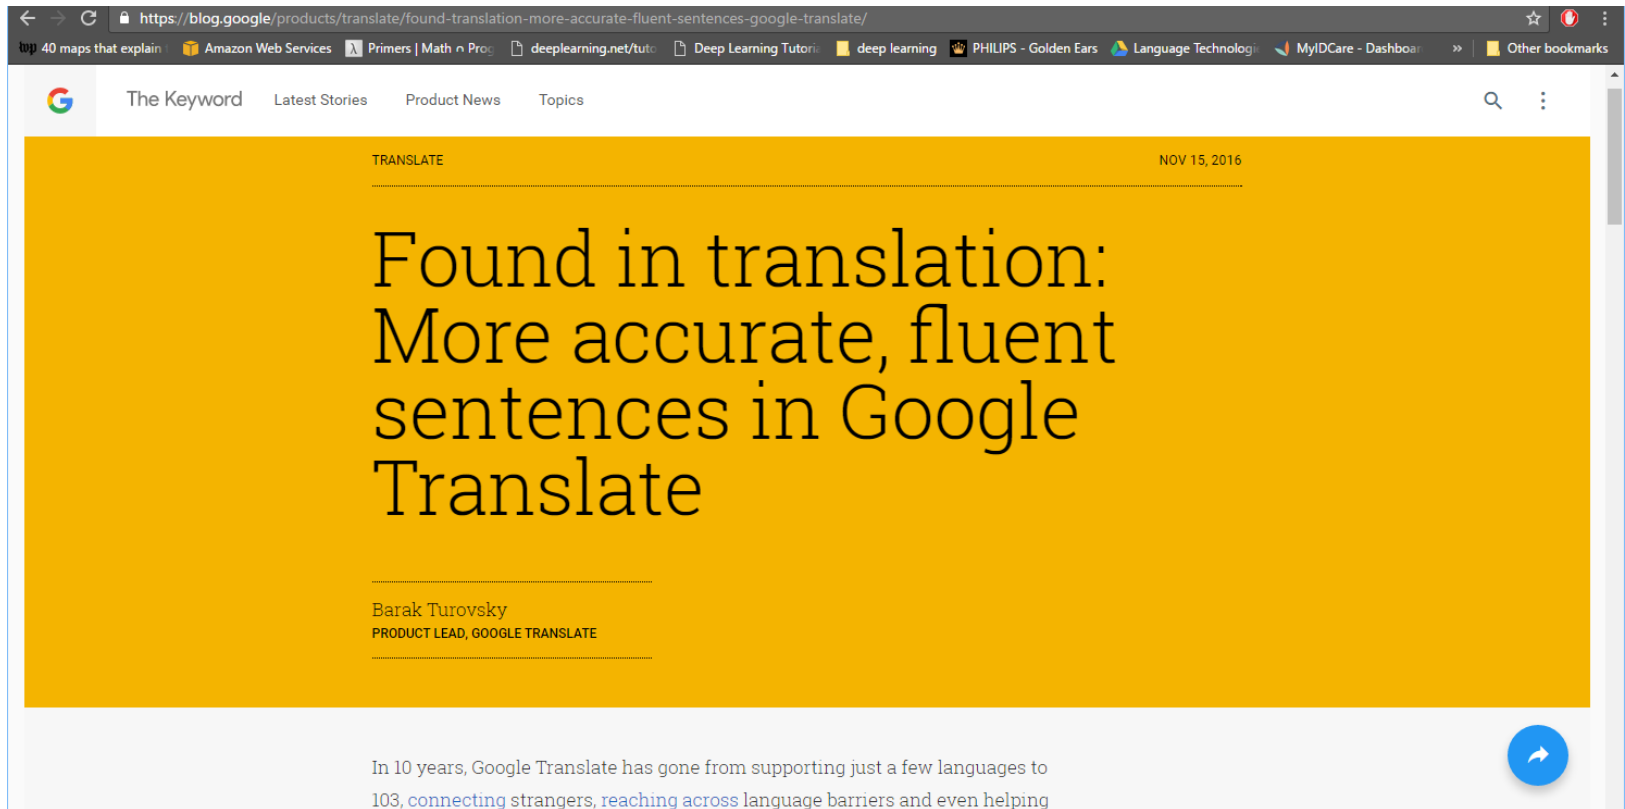 https://blog.google/products/translate/found-translation-more-accurate-fluent-sentences-google-translate/
wp 40 maps that explain Amazon Web Services Primers | Math ∩ Prog deeplearning.net/tuto Deep Learning Tutoria deep learning PHILIPS - Golden Ears Language Technologi MyIDCare - Dashboar » Other bookmarks
The Keyword Latest Stories Product News Topics
TRANSLATE NOV 15, 2016
Found in translation:
More accurate, fluent
sentences in Google
Translate
Barak Turovsky
PRODUCT LEAD, GOOGLE TRANSLATE
In 10 years, Google Translate has gone from supporting just a few languages to
103, connecting strangers, reaching across language barriers and even helping